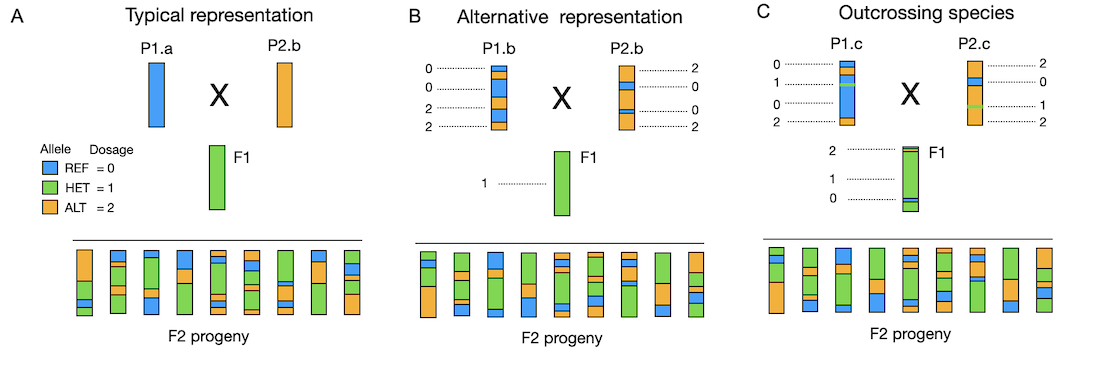 A
Typical representation
P1.a
P2.b
X
Allele Dosage
REF = 0
HET = 1
ALT = 2
F1
F2 progeny
B
Alternative representation
P1.b
P2.b
0
0
2
2
X
2
0
0
2
F1
1
F2 progeny
C
Outcrossing species
P1.c
P2.c
0
1
0
2
X
2
0
1
2
F1
2
1
0
F2 progeny